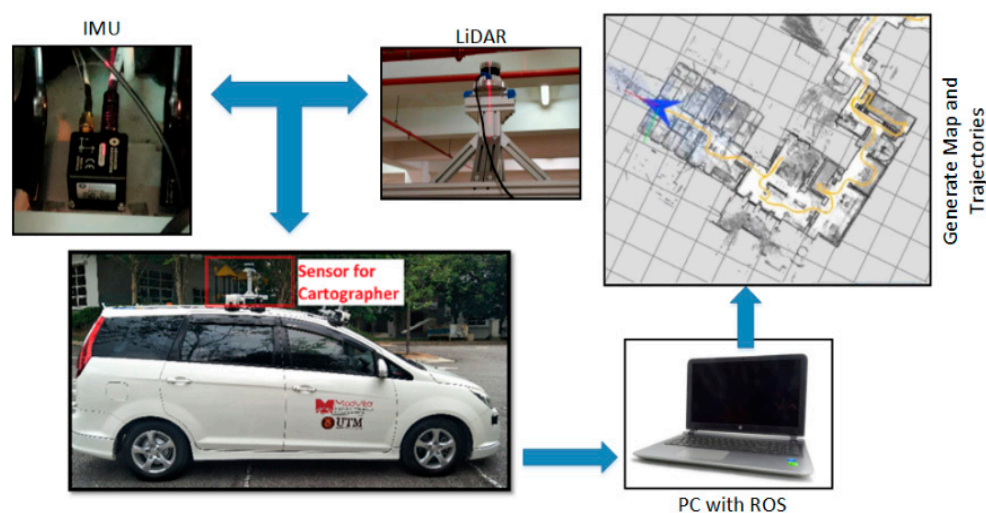 IMU
LiDAR
Generate Map and
Trajectories
Sensor for
Cartographer
UTM
PC with ROS